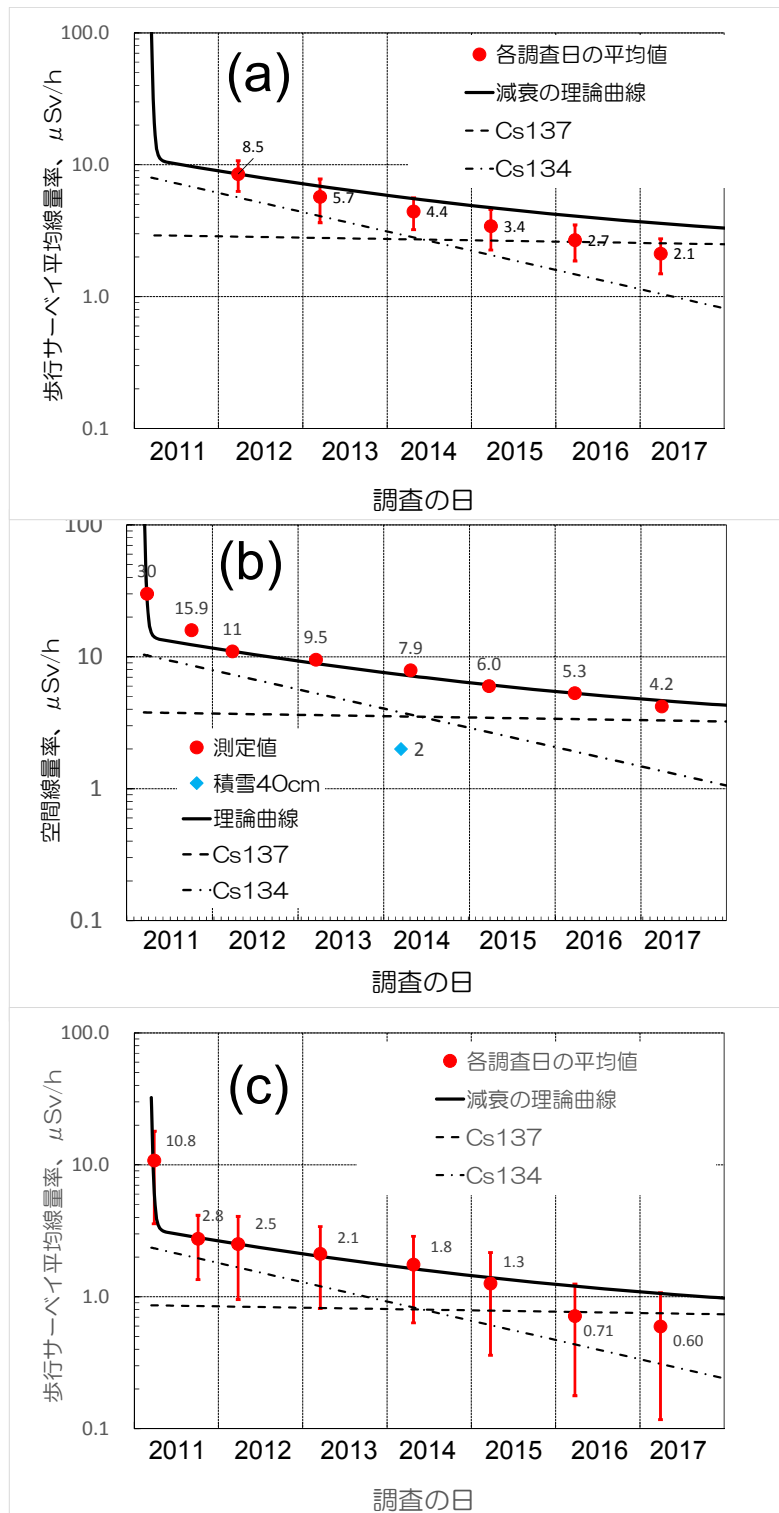 (a)
100.0
10.0
1.0
0.1
歩行サーベイ平均線量率、μSv/h
各調査日の平均値
減衰の理論曲線
Cs137
Cs134
8.5
5.7
4.4
3.4
2.7
2.1
2011 2012 2013 2014 2015 2016 2017
調査の日
(b)
100
10
1
0.1
空間線量率、μSv/h
30
15.9
11
9.5
7.9
6.0
5.3
4.2
測定値
積雪40cm
理論曲線
Cs137
Cs134
2
2011 2012 2013 2014 2015 2016 2017
調査の日
(c)
100.0
10.0
1.0
0.1
歩行サーベイ平均線量率、μSv/h
各調査日の平均値
減衰の理論曲線
Cs137
Cs134
10.8
2.8
2.5
2.1
1.8
1.3
0.71
0.60
2011 2012 2013 2014 2015 2016 2017
調査の日